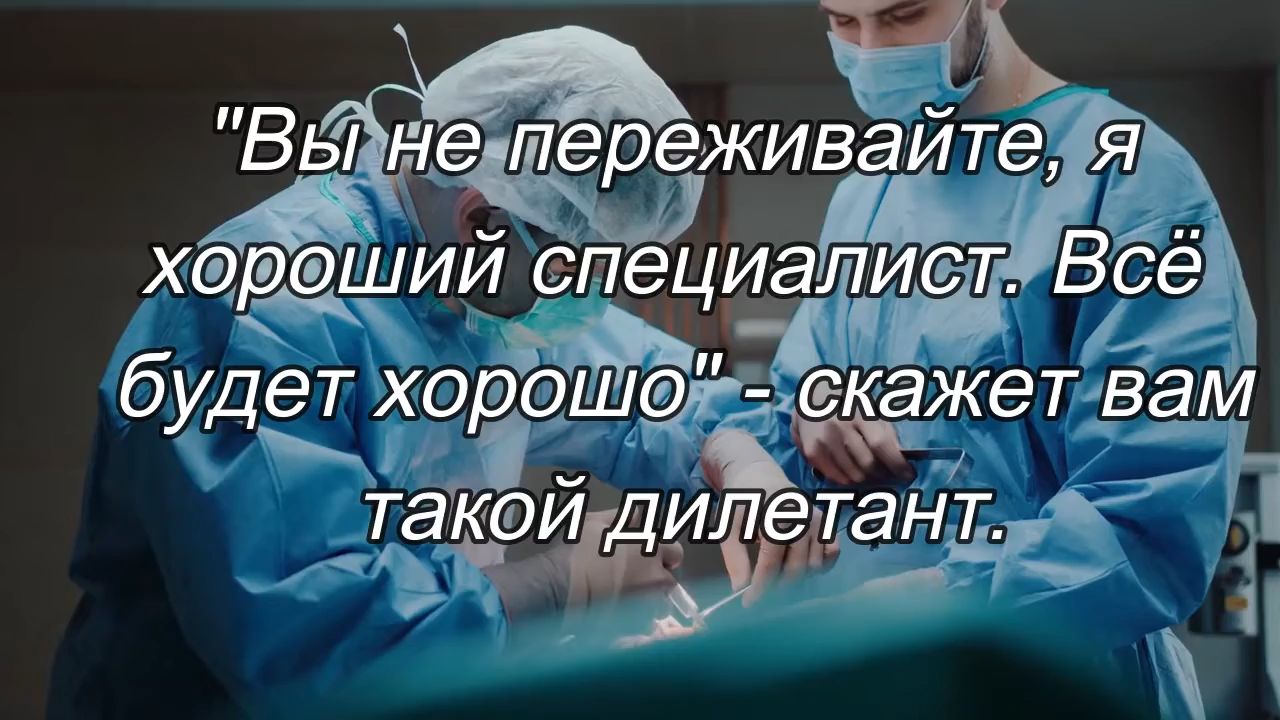 "Вы не переживайте, я
хороший специалист. Всё
будет хорошо" - скажет вам
такой дилетант.